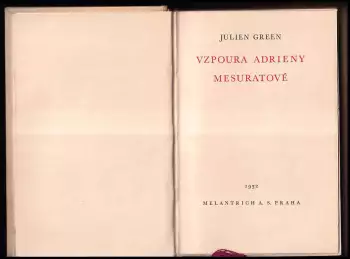 JULIEN GREEN
VZPOURA ADRIENY
MESURATOVÉ
1932
MELANTRICH A. S. PRAHA